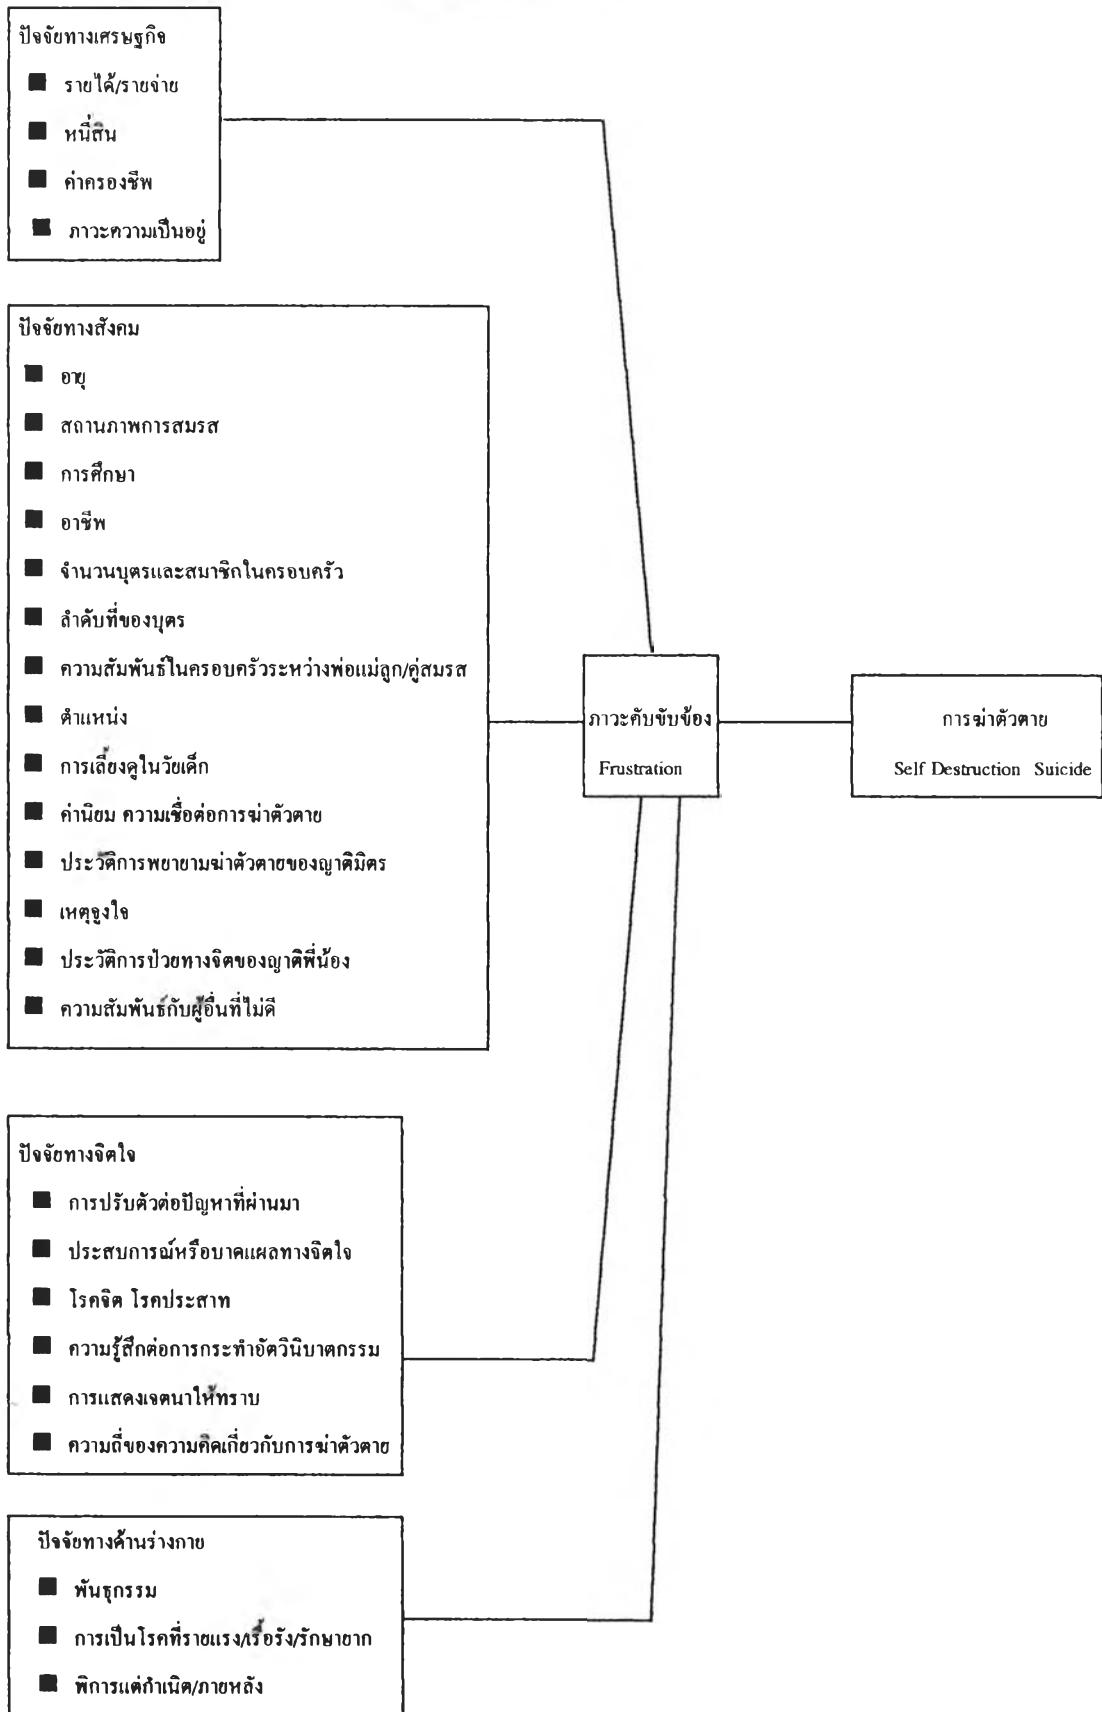 ปัจจัยทางเศรษฐกิจ
■ รายได้/รายจ่าย
■ หนี้สิน
■ ค่าครองชีพ
■ ภาวะความเป็นอยู่
ปัจจัยทางสังคม
■ อายุ
■ สถานภาพการสมรส
■ การศึกษา
■ อาชีพ
■ จำนวนบุตรและสมาชิกในครอบครัว
■ ลำดับที่ของบุตร
■ ความสัมพันธ์ในครอบครัวระหว่างพ่อแม่ลูก/คู่สมรส
■ ตำแหน่ง
■ การเลี้ยงดูในวัยเด็ก
■ ค่านิยม ความเชื่อต่อการฆ่าตัวตาย
■ ประวัติการพยายามฆ่าตัวตายของญาติมิตร
■ เหตุจูงใจ
■ ประวัติการป่วยทางจิตของญาติพี่น้อง
■ ความสัมพันธ์กับผู้อื่นที่ไม่ดี
ภาวะคับขับข้อง
Frustration
การฆ่าตัวตาย
Self Destruction Suicide
ปัจจัยทางจิตใจ
■ การปรับตัวต่อปัญหาที่ผ่านมา
■ ประสบการณ์หรือบาดแผลทางจิตใจ
■ โรคจิต โรคประสาท
■ ความรู้สึกต่อการกระทำอัตวินิบาตกรรม
■ การแสดงเจตนาให้ทราบ
■ ความถี่ของความคิดเกี่ยวกับการฆ่าตัวตาย
ปัจจัยทางด้านร่างกาย
■ พันธุกรรม
■ การเป็นโรคที่รายแรง/เรื้อรัง/รักษายาก
■ พิการแต่กำเนิด/ภายหลัง